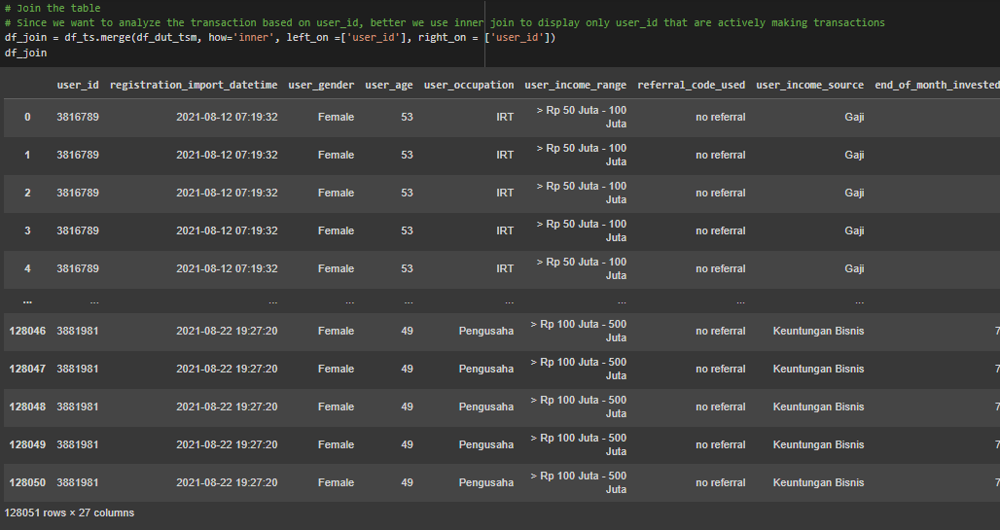 # Join the table
# Since we want to analyze the transaction based on user_id, better we use inner join to display only user_id that are actively making transactions
df_join = df_ts.merge(df_dut_tsm, how='inner', left_on =['user_id'], right_on = ['user_id'])
df_join
user_id registration_import_datetime user_gender user_age user_occupation user_income_range referral_code_used user_income_source end_of_month_invested
0 3816789 2021-08-12 07:19:32 Female 53 IRT > Rp 50 Juta - 100 no referral Gaji
Juta
1 3816789 2021-08-12 07:19:32 Female 53 IRT > Rp 50 Juta - 100 no referral Gaji
Juta
2 3816789 2021-08-12 07:19:32 Female 53 IRT > Rp 50 Juta - 100 no referral Gaji
Juta
3 3816789 2021-08-12 07:19:32 Female 53 IRT > Rp 50 Juta - 100 no referral Gaji
Juta
4 3816789 2021-08-12 07:19:32 Female 53 IRT > Rp 50 Juta - 100 no referral Gaji
Juta
... ... ... ... ... ... ... ... ...
128046 3881981 2021-08-22 19:27:20 Female 49 Pengusaha > Rp 100 Juta - 500 no referral Keuntungan Bisnis 7
Juta
128047 3881981 2021-08-22 19:27:20 Female 49 Pengusaha > Rp 100 Juta - 500 no referral Keuntungan Bisnis 7
Juta
128048 3881981 2021-08-22 19:27:20 Female 49 Pengusaha > Rp 100 Juta - 500 no referral Keuntungan Bisnis 7
Juta
128049 3881981 2021-08-22 19:27:20 Female 49 Pengusaha > Rp 100 Juta - 500 no referral Keuntungan Bisnis 7
Juta
128050 3881981 2021-08-22 19:27:20 Female 49 Pengusaha > Rp 100 Juta - 500 no referral Keuntungan Bisnis 7
Juta
128051 rows × 27 columns